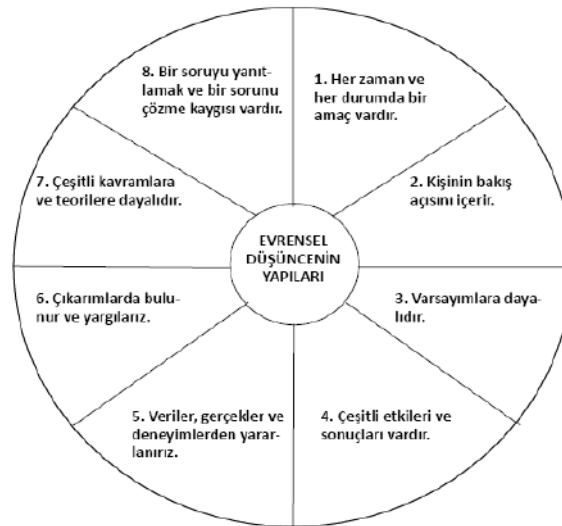 EVRENSEL
DÜŞÜNCENİN
YAPILARI
1. Her zaman ve
her durumda bir
amaç vardır.
2. Kişinin bakış
açısını içerir.
3. Varsayımlara daya-
lıdır.
4. Çeşitli etkileri ve
sonuçları vardır.
5. Veriler, gerçekler ve
deneyimlerden yarar-
lanırız.
6. Çıkarımlarda bulu-
nur ve yargılarız.
7. Çeşitli kavramlara
ve teorilere dayalıdır.
8. Bir soruyu yanıt-
lamak ve bir sorunu
çözme kaygısı vardır.